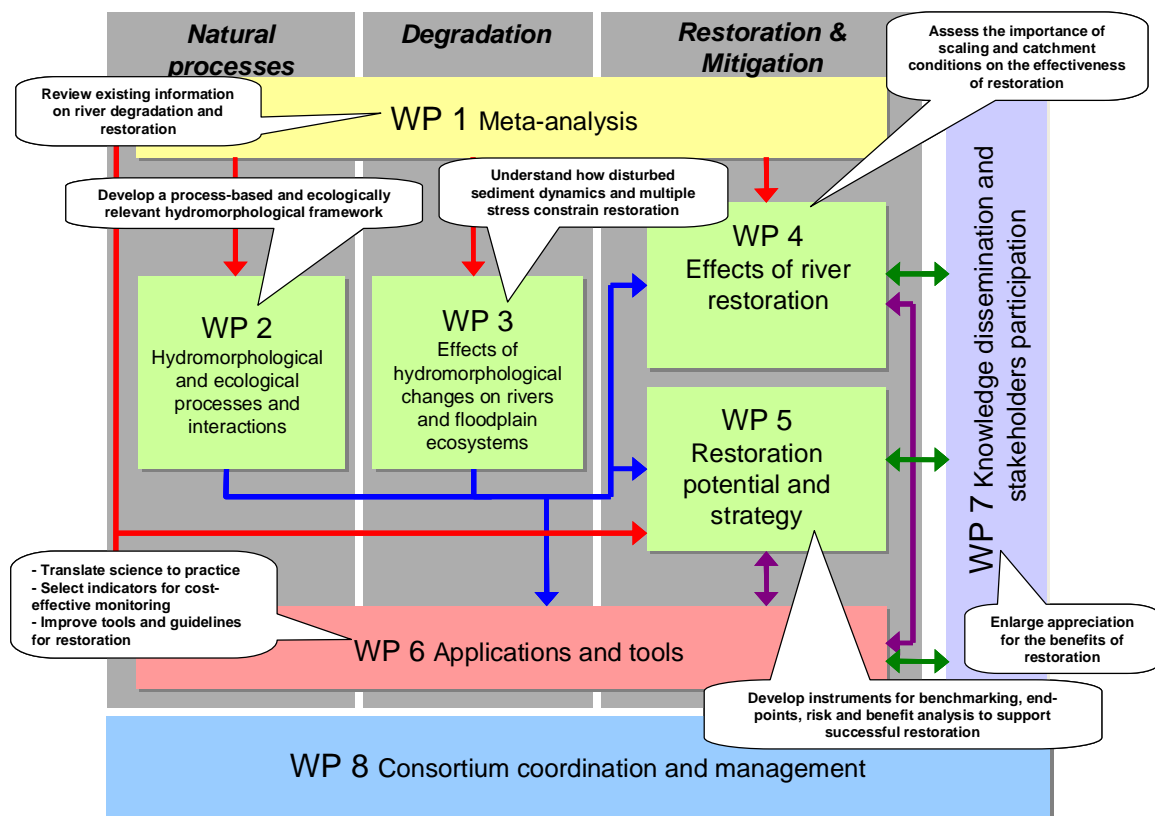 Natural
processes
Degradation
Restoration &
Mitigation
Assess the importance of
scaling and catchment
conditions on the effectiveness
of restoration
Review existing information
on river degradation and
restoration
WP 1 Meta-analysis
Develop a process-based and ecologically
relevant hydromorphological framework
Understand how disturbed
sediment dynamics and multiple
stress constrain restoration
WP 2
Hydromorphological
and ecological
processes and
interactions
WP 3
Effects of
hydromorphological
changes on rivers
and floodplain
ecosystems
WP 4
Effects of river
restoration
WP 5
Restoration
potential and
strategy
WP 7 Knowledge dissemination and
stakeholders participation
- Translate science to practice
- Select indicators for cost-
effective monitoring
- Improve tools and guidelines
for restoration
WP 6 Applications and tools
Enlarge appreciation
for the benefits of
restoration
Develop instruments for benchmarking, end-
points, risk and benefit analysis to support
successful restoration
WP 8 Consortium coordination and management